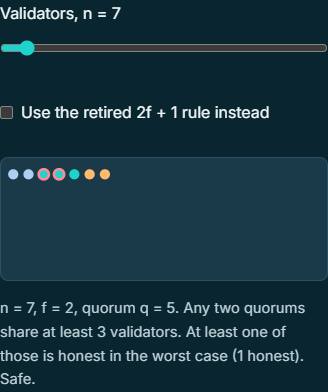 Validators, n = 7
Use the retired 2f + 1 rule instead
n = 7, f = 2, quorum q = 5. Any two quorums
share at least 3 validators. At least one of
those is honest in the worst case (1 honest).
Safe.